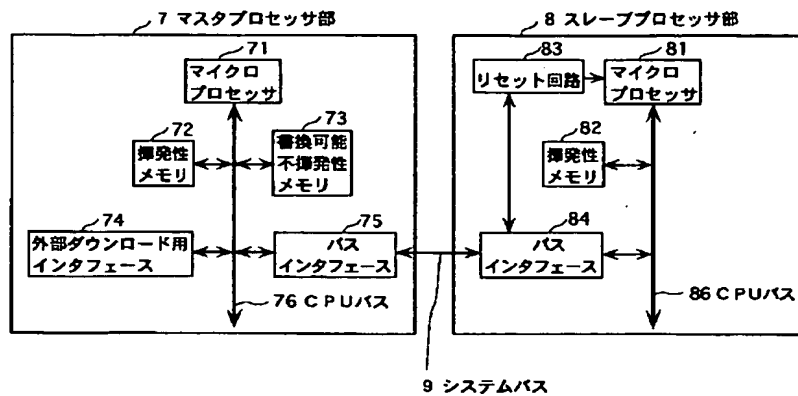 7 マスタプロセッサ部
71
マイクロ
プロセッサ
72
揮発性
メモリ
73
書換可能
不揮発性
メモリ
74
外部ダウンロード用
インタフェース
75
バス
インタフェース
76 CPUバス
8 スレーブプロセッサ部
83
リセット回路
81
マイクロ
プロセッサ
82
揮発性
メモリ
84
バス
インタフェース
86 CPUバス
9 システムバス